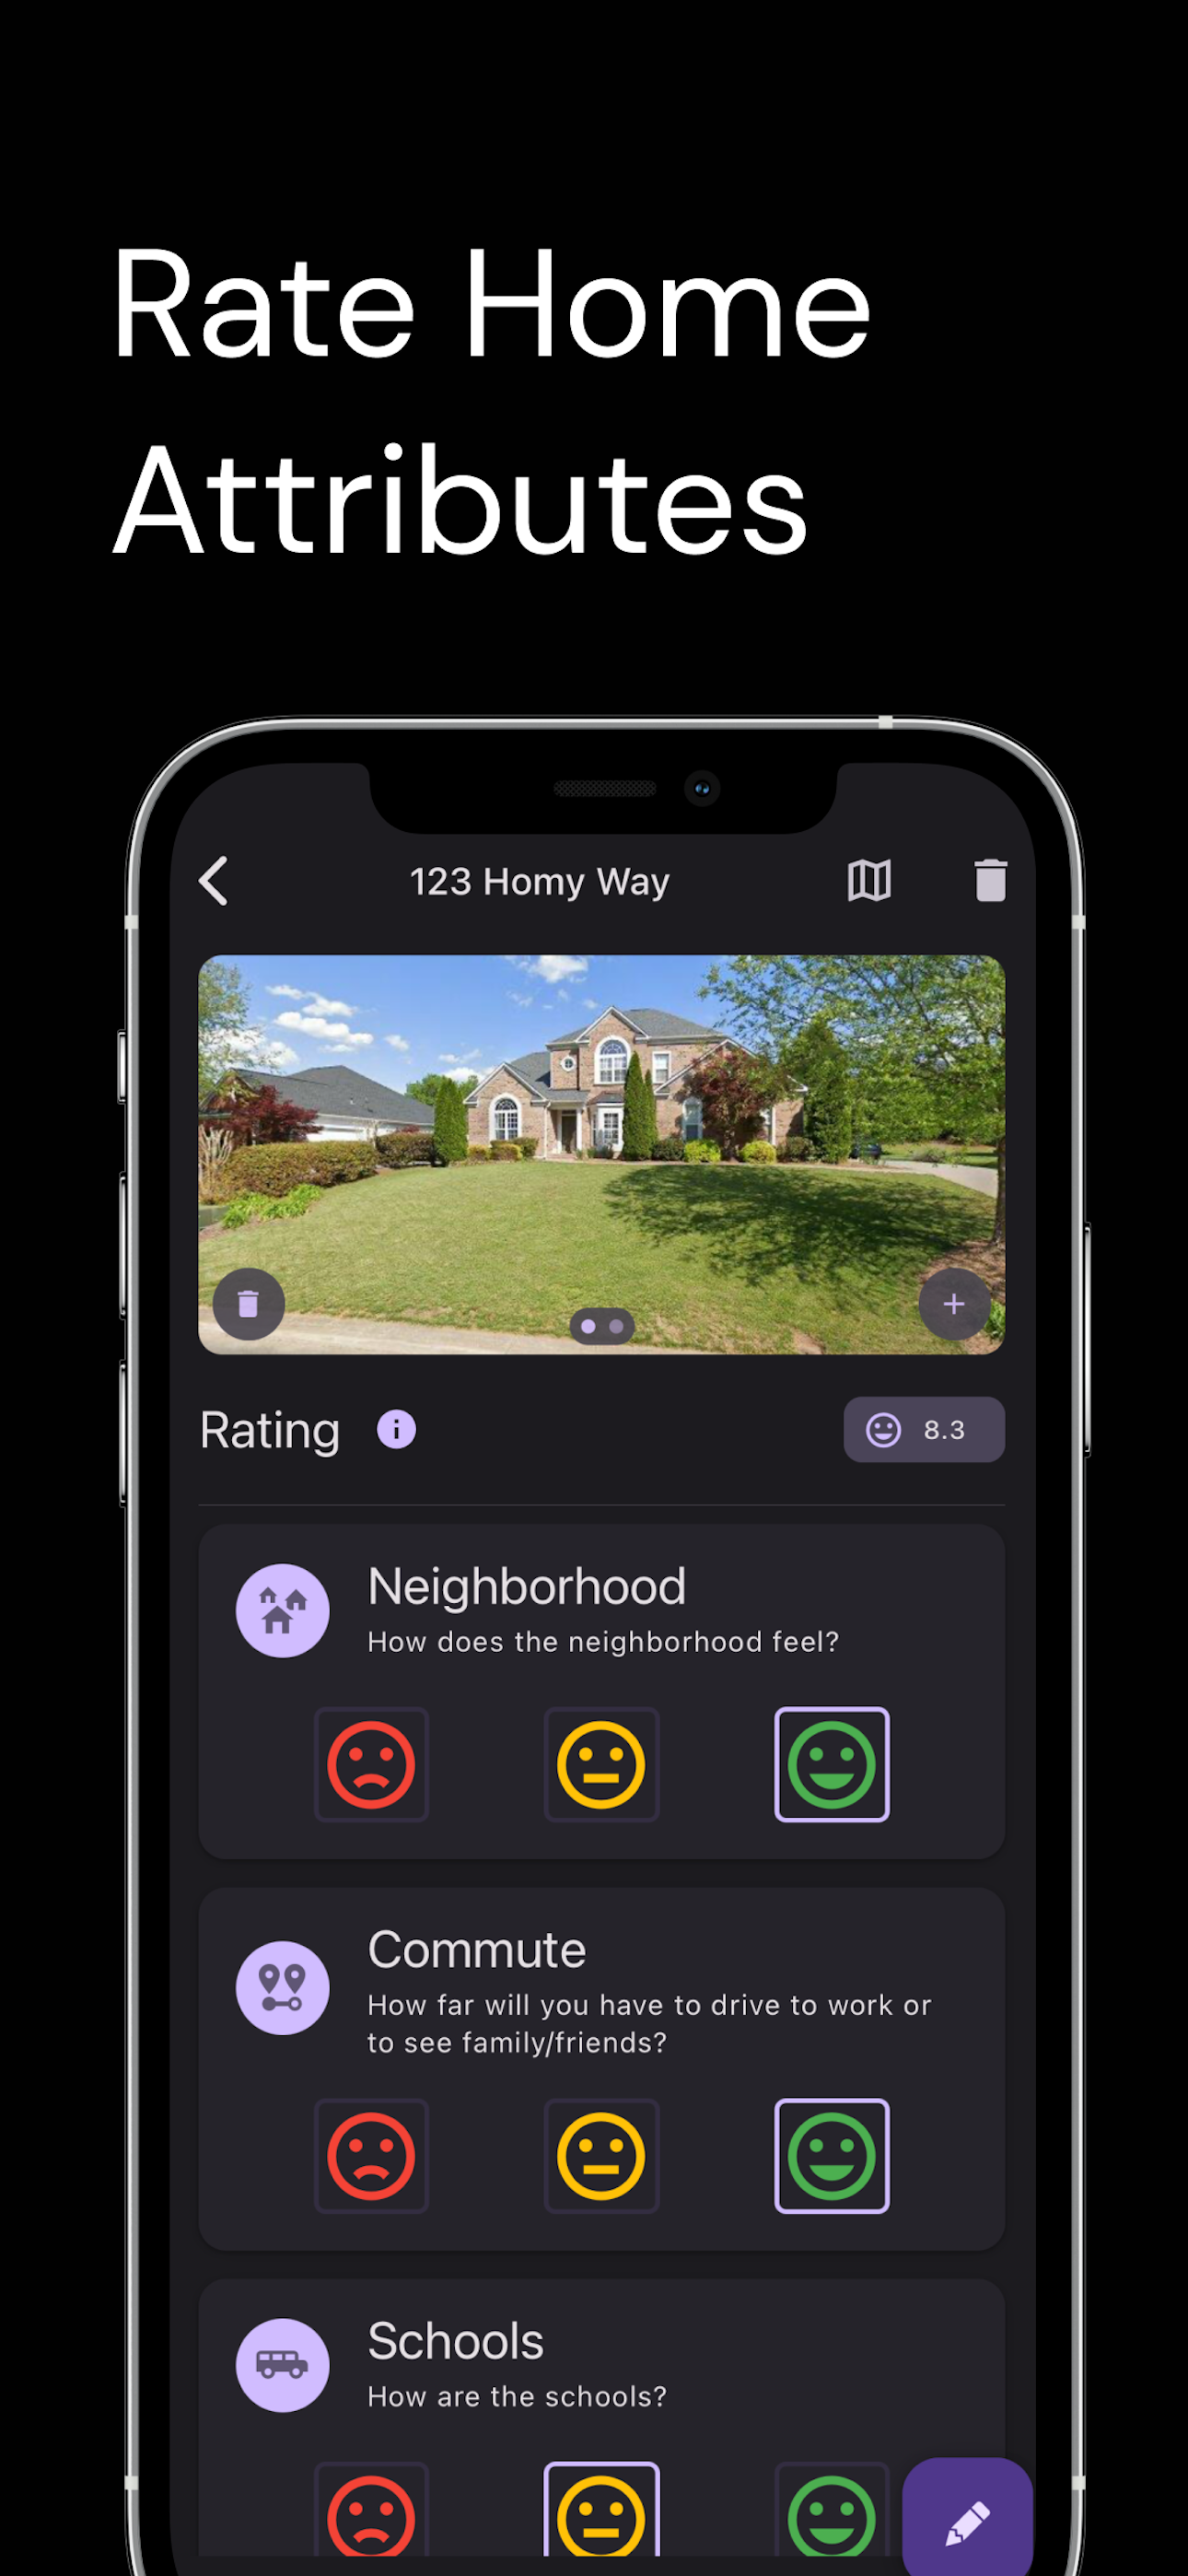 Rate Home
Attributes
123 Homy Way
Rating
8.3
Neighborhood
How does the neighborhood feel?
Commute
How far will you have to drive to work or
to see family/friends?
Schools
How are the schools?